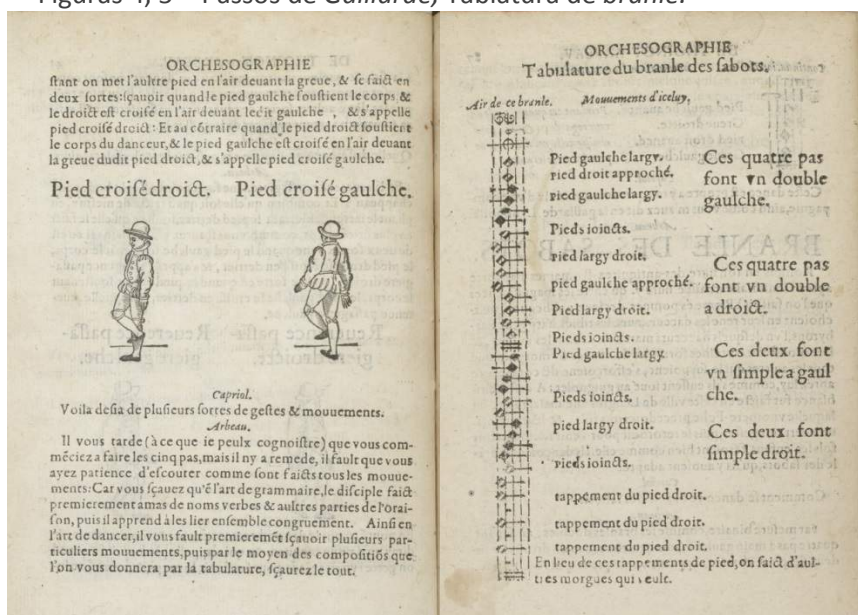 Figuras 4, 5 – Passos de Gaillarde, Tablatura de branle.
ORCHESOGRAPHIE
ſtant on met l'aultre pied en l'air deuant la greue, & ſe faict en
deux ſortes: ſçauoir quand le pied gauche ſouſtient le corps, &
le droict eſt croiſé en l'air deuant ledit gaulche , & s'appelle
pied croiſé droict: Et au cõtraire quand le pied droict ſouſtient
le corps du danceur, & le pied gaulche eſt croiſé en l'air deuant
la greue dudit pied droict, & s'appelle pied croiſé gaulche.
Pied croiſé droict. Pied croiſé gaulche.
Capriol.
Voila deſia de pluſieurs ſortes de geſtes & mouuements.
Arbeau.
Il vous tarde (à ce que ie peulx cognoiſtre) que vous com-
mẽciez a faire les cinq pas, mais il ny a remede, il fault que vous
ayez patience d'eſcouter comme ſont faicts tous les mouue-
ments: Car vous ſçauez qu'ẽ l'art de grammaire, le diſciple faict
premierement amas de noms verbes & aultres parties de l'orai-
ſon, puis il apprend à les lier enſemble congruement. Ainſi en
l'art de dancer, il vous fault premieremẽt ſçauoir pluſieurs par-
ticuliers mouuements, puis par le moyen des compoſitiõs que
l'on vous donnera par la tabulature, ſçaurez le tout.
ORCHESOGRAPHIE
Tabulature du branle des ſabots.
Air de ce branle. Mouuements d'iceluy.
Pied gaulche largy.
pied droit approché.
pied gaulche largy.
Pieds ioincts.
Ces quatre pas
font vn double
gaulche.
pied largy droit.
pied gaulche approché.
Pied largy droit.
Pieds ioincts.
Ces quatre pas
font vn double
a droict.
Pied gaulche largy
Pieds ioincts.
Ces deux font
vn ſimple a gaul
che.
pied largy droit.
pieds ioincts.
Ces deux font
ſimple droit.
tappement du pied droit.
tappement du pied droit.
tappement du pied droit.
En lieu de ces tappements de pied, on faict d'aul-
tres morgues qui veult.